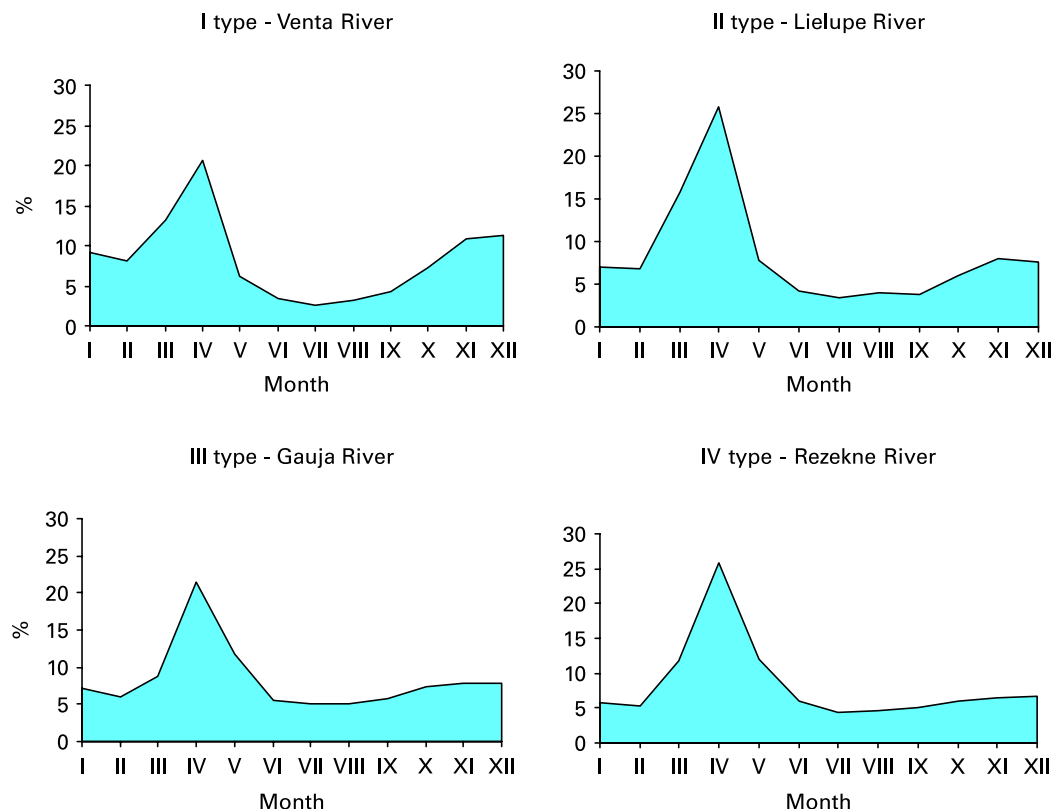 I type - Venta River
30
25
20
15
10
5
0
%
I II III IV V VI VII VIII IX X XI XII
Month
II type - Lielupe River
30
25
20
15
10
5
0
I II III IV V VI VII VIII IX X XI XII
Month
III type - Gauja River
30
25
20
15
10
5
0
%
I II III IV V VI VII VIII IX X XI XII
Month
IV type - Rezekne River
30
25
20
15
10
5
0
I II III IV V VI VII VIII IX X XI XII
Month